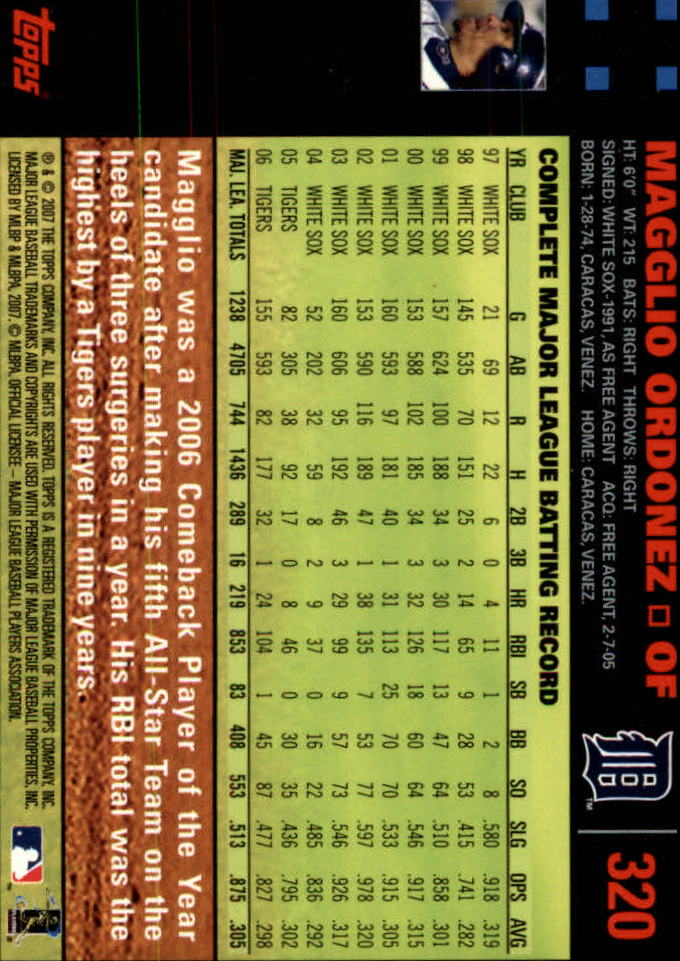 MAGGLIO ORDONEZ ◘ OF
320
HT: 6'0" WT: 215 BATS: RIGHT THROWS: RIGHT
SIGNED: WHITE SOX-1991, AS FREE AGENT ACQ: FREE AGENT, 2-7-05
BORN: 1-28-74, CARACAS, VENEZ. HOME: CARACAS, VENEZ.
TM
COMPLETE MAJOR LEAGUE BATTING RECORD
YR CLUB G AB R H 2B 3B HR RBI SB BB SO SLG OPS AVG
97 WHITE SOX 21 69 12 22 6 0 4 11 1 2 8 .580 .918 .319
98 WHITE SOX 145 535 70 151 25 2 14 65 9 28 53 .415 .741 .282
99 WHITE SOX 157 624 100 188 34 3 30 117 13 47 64 .510 .858 .301
00 WHITE SOX 153 588 102 185 34 3 32 126 18 60 64 .546 .917 .315
01 WHITE SOX 160 593 97 181 40 1 31 113 25 70 70 .533 .915 .305
02 WHITE SOX 153 590 116 189 47 1 38 135 7 53 77 .597 .978 .320
03 WHITE SOX 160 606 95 192 46 3 29 99 9 57 73 .546 .926 .317
04 WHITE SOX 52 202 32 59 8 2 9 37 0 16 22 .485 .836 .292
05 TIGERS 82 305 38 92 17 0 8 46 0 30 35 .436 .795 .302
06 TIGERS 155 593 82 177 32 1 24 104 1 45 87 .477 .827 .298
MAJ. LEA. TOTALS 1238 4705 744 1436 289 16 219 853 83 408 553 .513 .875 .305
Magglio was a 2006 Comeback Player of the Year
candidate after making his fifth All-Star Team on the
heels of three surgeries in a year. His RBI total was the
highest by a Tigers player in nine years.
® & © 2007 THE TOPPS COMPANY, INC. ALL RIGHTS RESERVED. TOPPS IS A REGISTERED TRADEMARK OF THE TOPPS COMPANY, INC.
MAJOR LEAGUE BASEBALL TRADEMARKS AND COPYRIGHTS ARE USED WITH PERMISSION OF MAJOR LEAGUE BASEBALL PROPERTIES, INC.
LICENSED BY MLBP & MLBPA, 2007. © MLBPA, OFFICIAL LICENSEE – MAJOR LEAGUE BASEBALL PLAYERS ASSOCIATION.
TOPPS